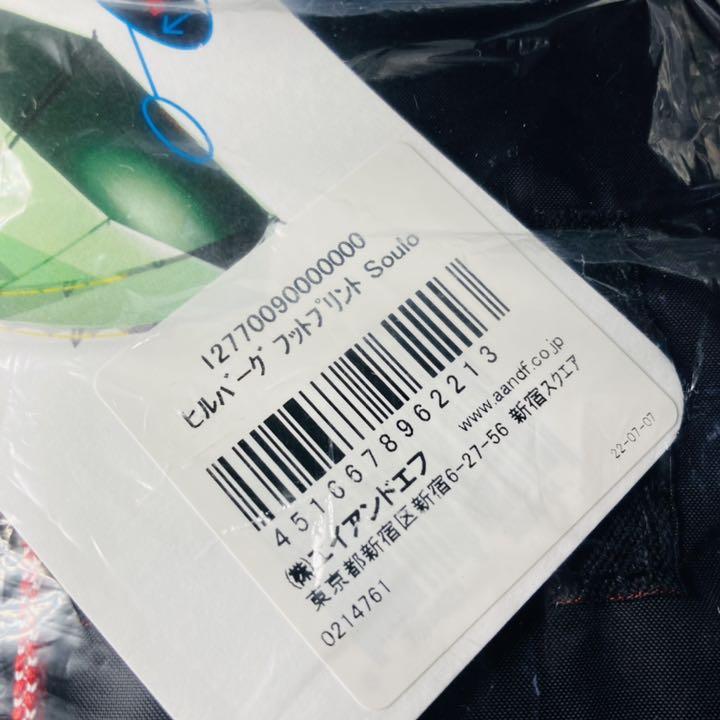 12770090000000
ﾋﾙﾊﾞｰｸﾞ ﾌｯﾄﾌﾟﾘﾝﾄ Soulo
4516678962213
(株)エイアンドエフ www.aandf.co.jp
東京都新宿区新宿6-27-56 新宿スクエア
0214761 22-07-07